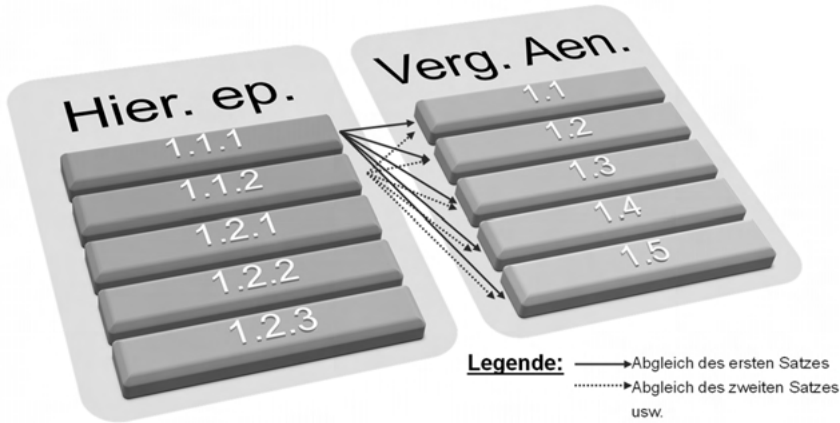 Hier. ep.
1.1.1
1.1.2
1.2.1
1.2.2
1.2.3
Verg. Aen.
1.1
1.2
1.3
1.4
1.5
Legende:
Abgleich des ersten Satzes
Abgleich des zweiten Satzes
usw.